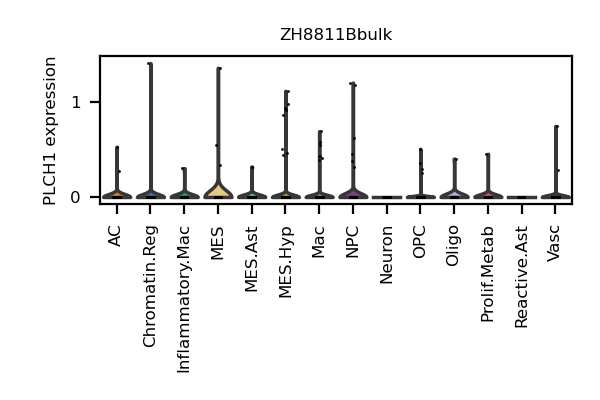 ZH8811Bbulk
PLCH1 expression
1
0
AC
Chromatin.Reg
Inflammatory.Mac
MES
MES.Ast
MES.Hyp
Mac
NPC
Neuron
OPC
Oligo
Prolif.Metab
Reactive.Ast
Vasc